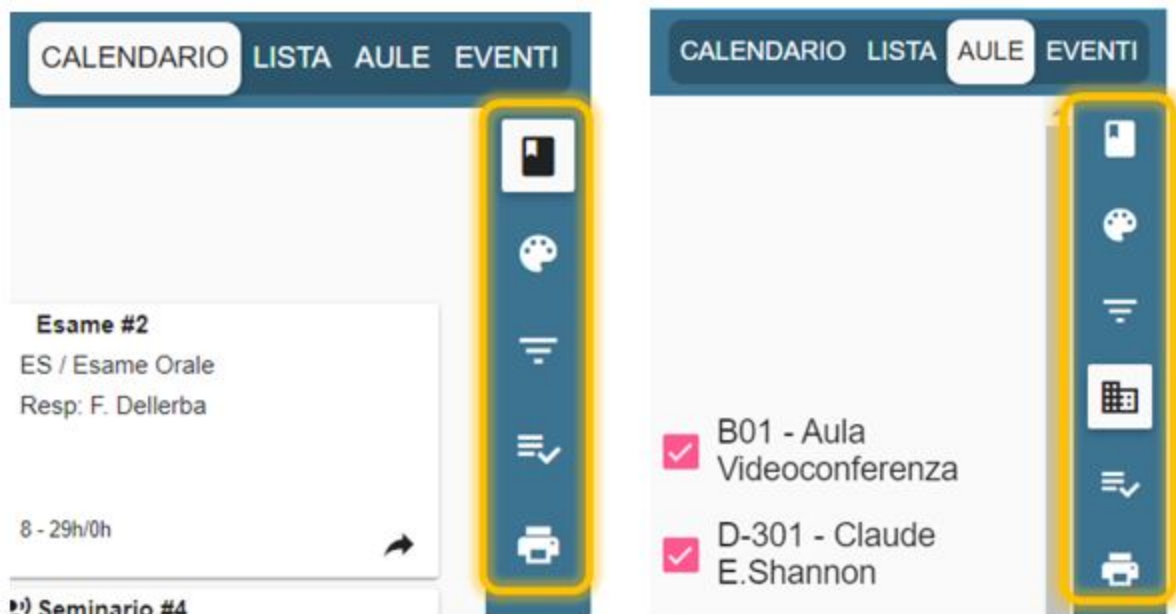 CALENDARIO LISTA AULE EVENTI
Esame #2
ES / Esame Orale
Resp: F. Dellerba
8 - 29h/0h
Seminario #4
CALENDARIO LISTA AULE EVENTI
B01 - Aula
Videoconferenza
D-301 - Claude
E.Shannon